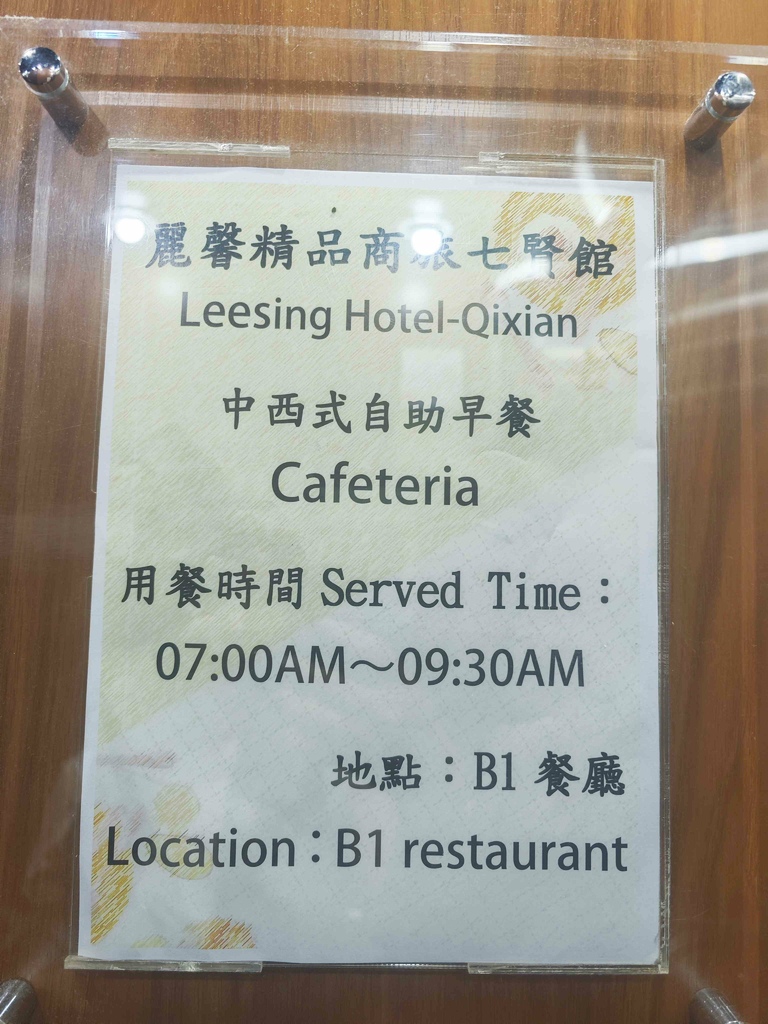 麗馨精品商旅七賢館
Leesing Hotel-Qixian
中西式自助早餐
Cafeteria
用餐時間 Served Time：
07:00AM～09:30AM
地點：B1 餐廳
Location：B1 restaurant